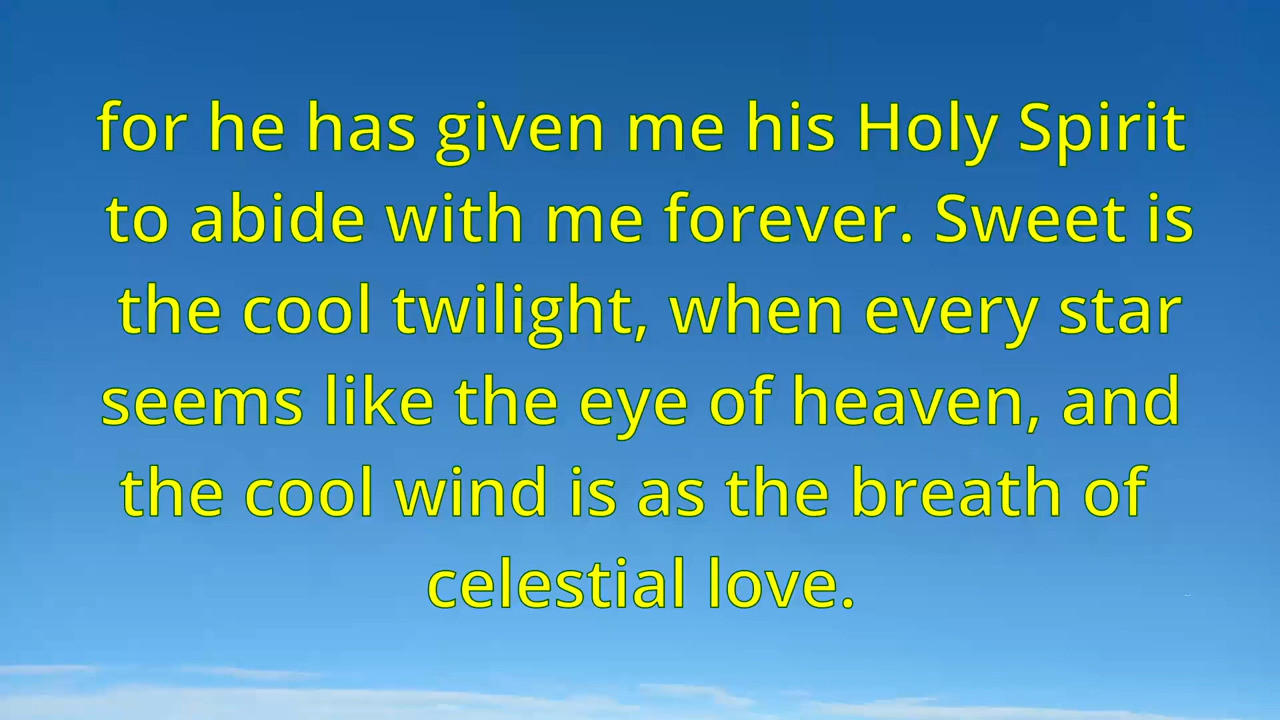 for he has given me his Holy Spirit
to abide with me forever. Sweet is
the cool twilight, when every star
seems like the eye of heaven, and
the cool wind is as the breath of
celestial love.